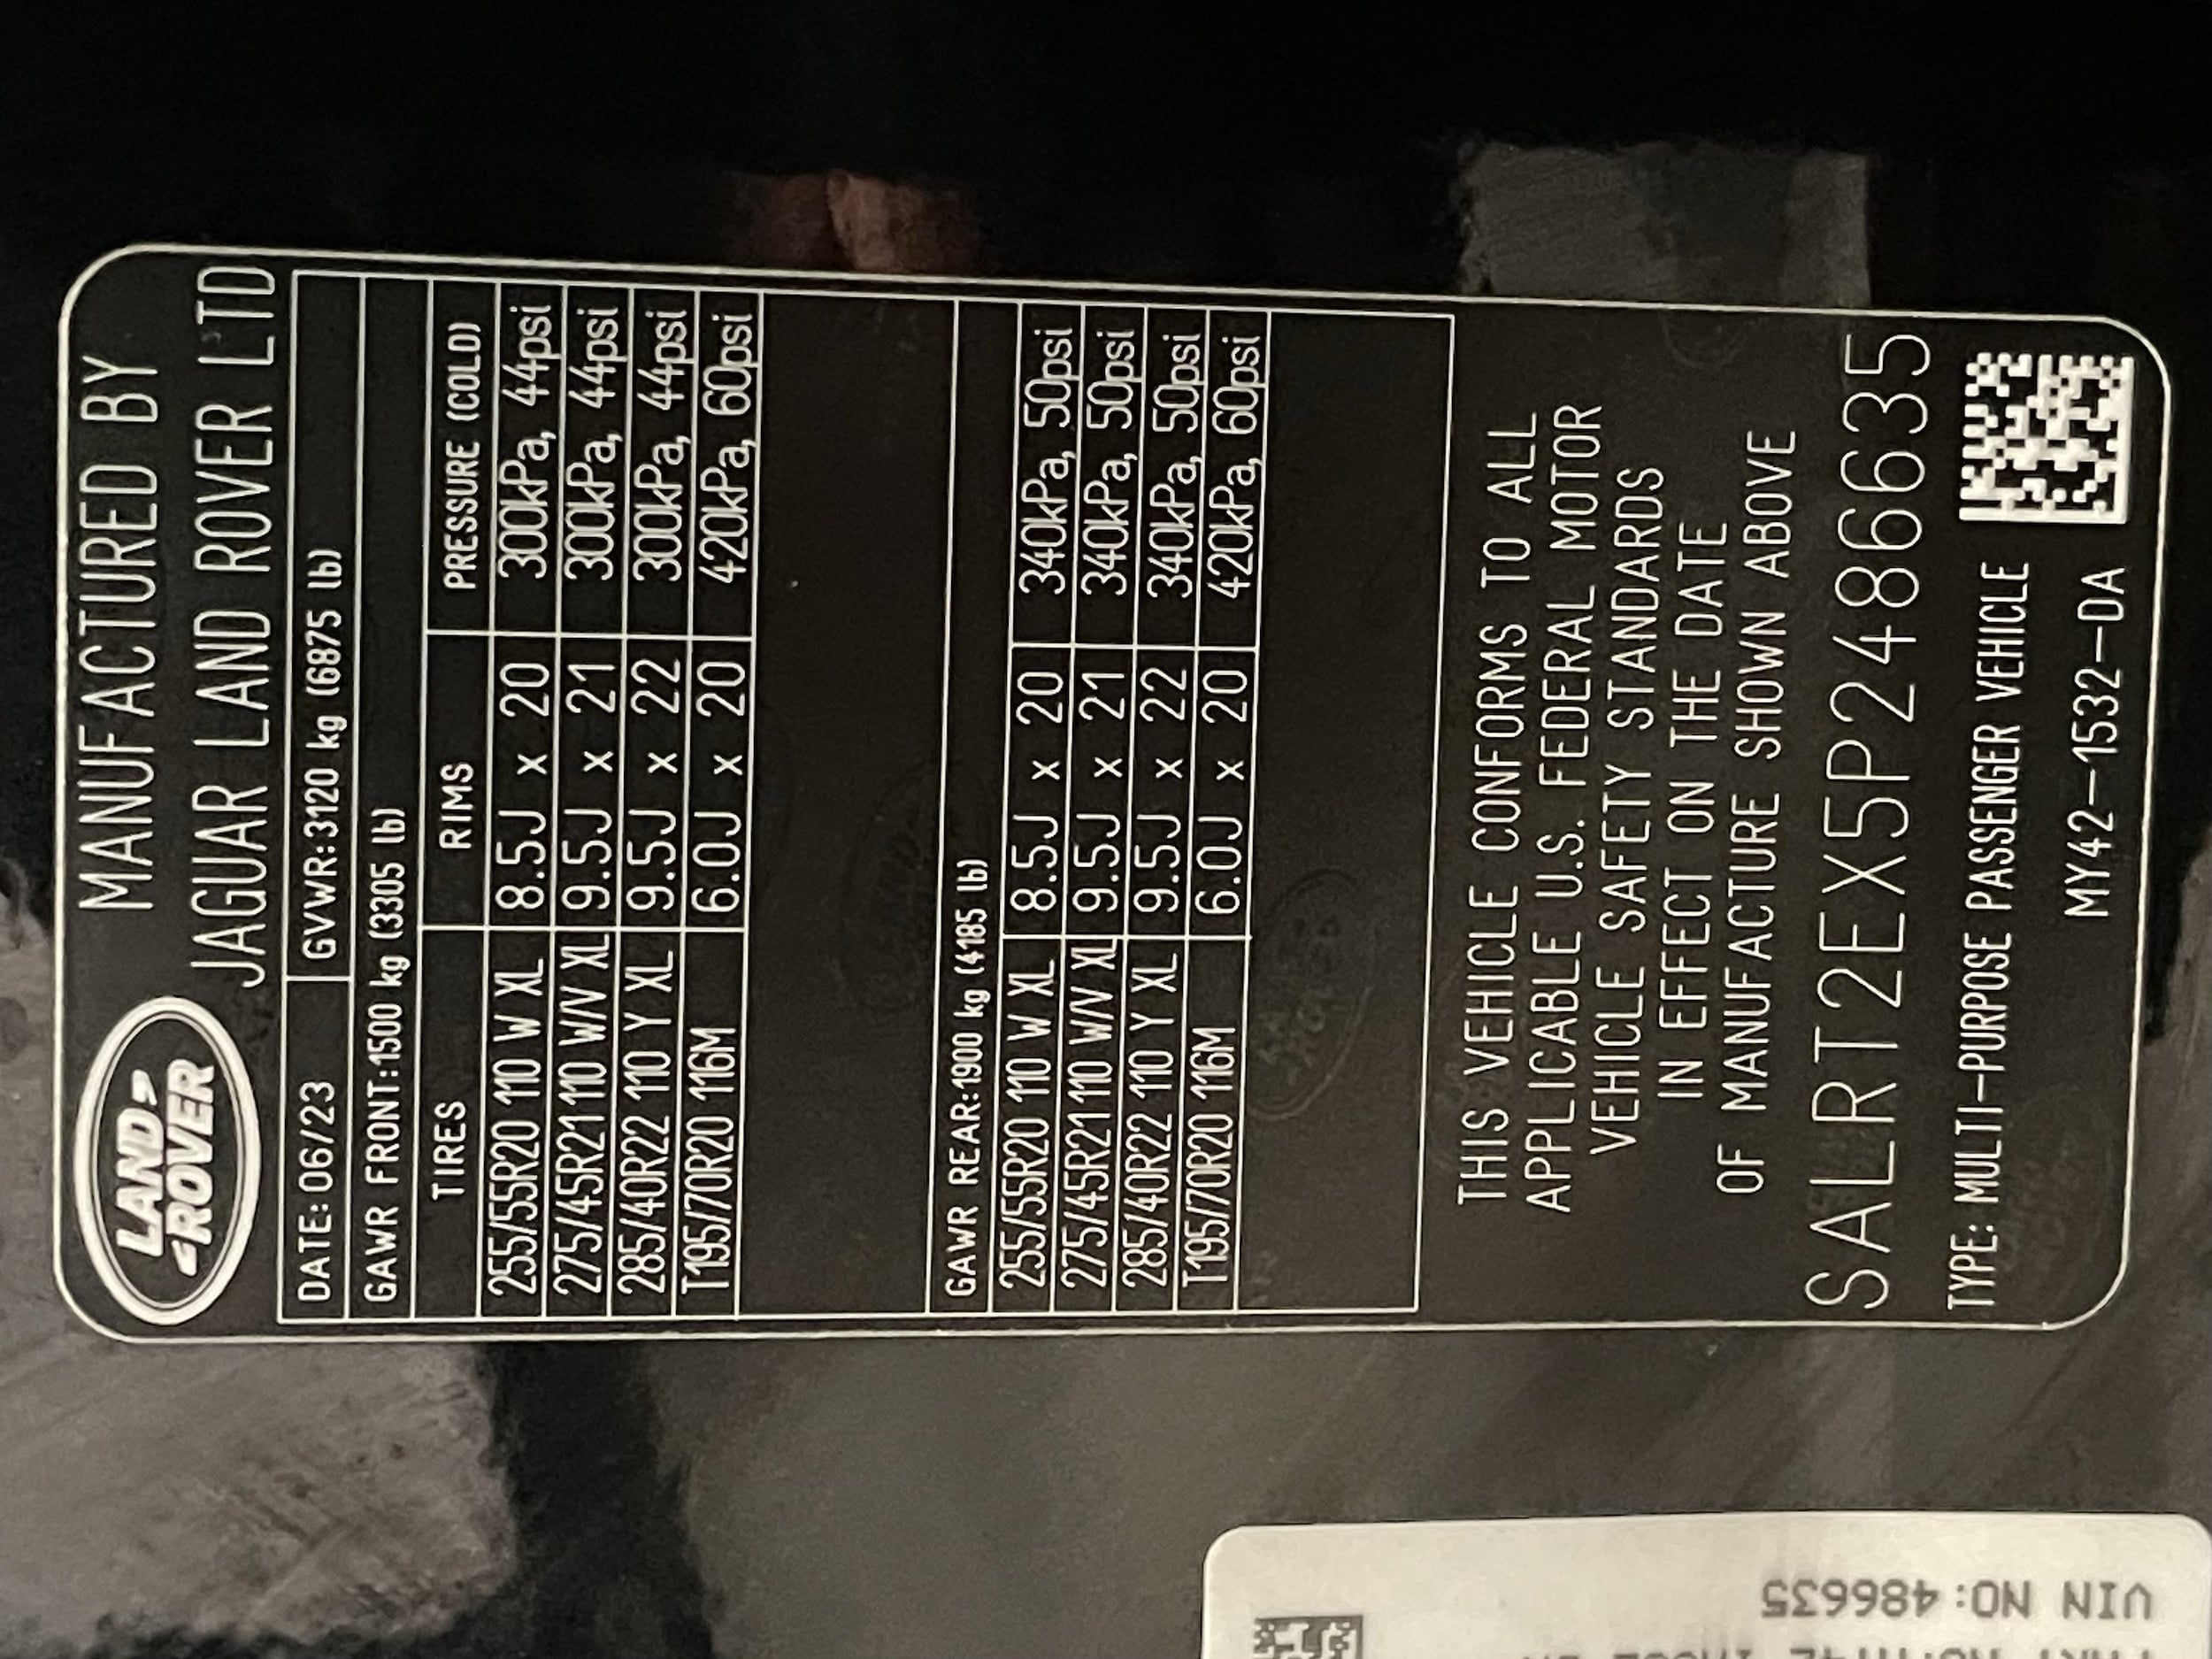 LAND ROVER
MANUFACTURED BY
JAGUAR LAND ROVER LTD
DATE: 06/23 GVWR:3120 kg (6875 lb)
GAWR FRONT:1500 kg (3305 lb)
TIRES RIMS PRESSURE (COLD)
255/55R20 110 W XL 8.5J x 20 300kPa, 44psi
275/45R21 110 W/V XL 9.5J x 21 300kPa, 44psi
285/40R22 110 Y XL 9.5J x 22 300kPa, 44psi
T195/70R20 116M 6.0J x 20 420kPa, 60psi
GAWR REAR:1900 kg (4185 lb)
255/55R20 110 W XL 8.5J x 20 340kPa, 50psi
275/45R21 110 W/V XL 9.5J x 21 340kPa, 50psi
285/40R22 110 Y XL 9.5J x 22 340kPa, 50psi
T195/70R20 116M 6.0J x 20 420kPa, 60psi
THIS VEHICLE CONFORMS TO ALL
APPLICABLE U.S. FEDERAL MOTOR
VEHICLE SAFETY STANDARDS
IN EFFECT ON THE DATE
OF MANUFACTURE SHOWN ABOVE
SALRT2EX5P2486635
TYPE: MULTI-PURPOSE PASSENGER VEHICLE
MY42-1532-DA
VIN NO:486635